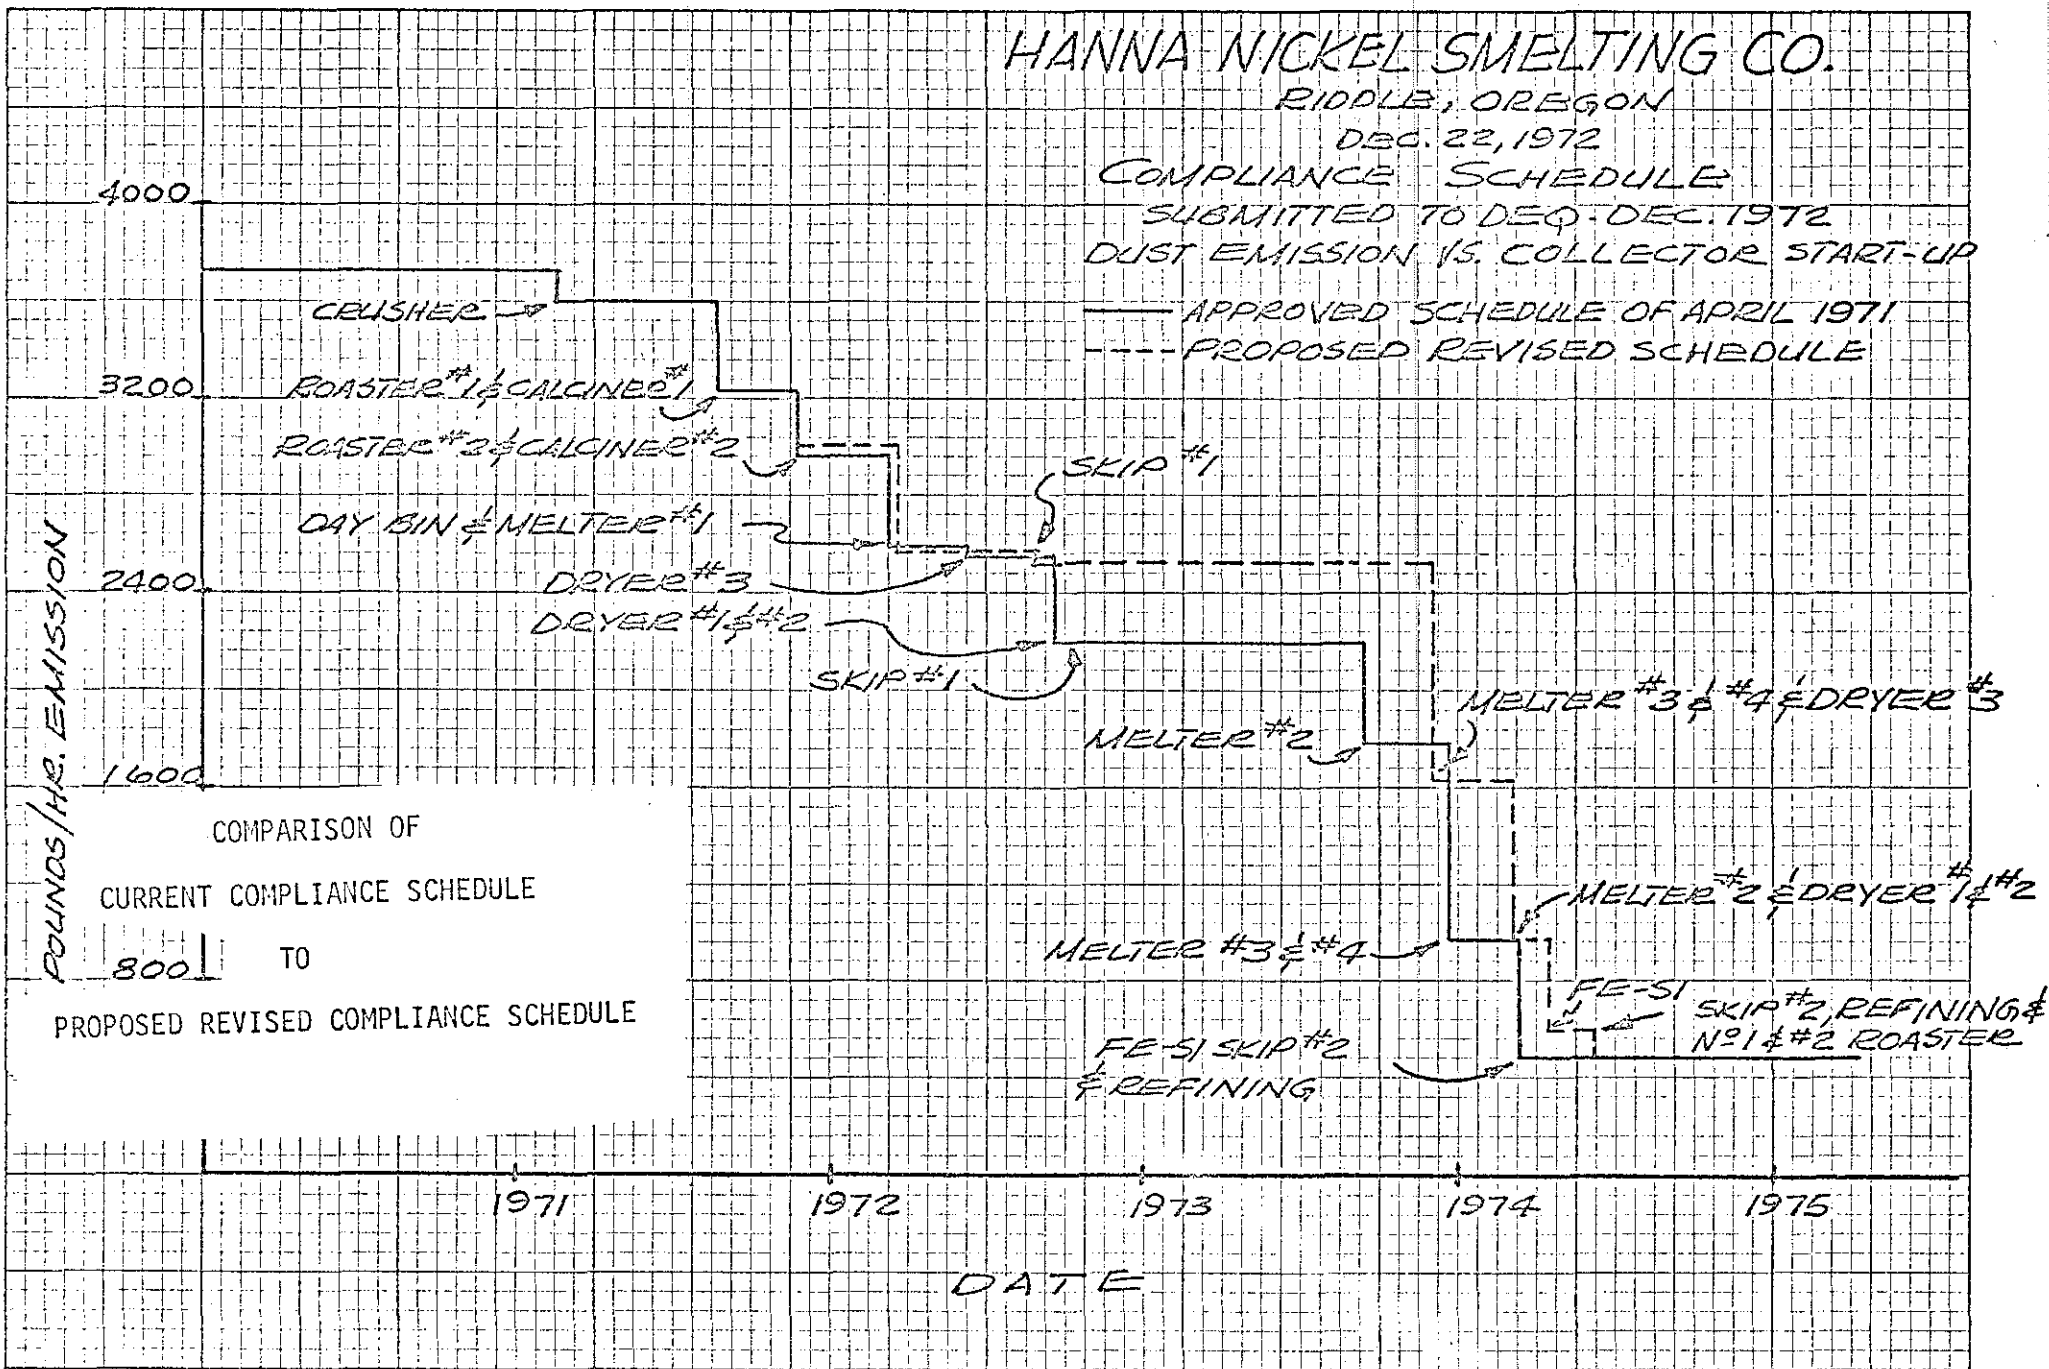 HANNA NICKEL SMELTING CO.
RIDDLE, OREGON
DEC. 22, 1972
COMPLIANCE SCHEDULE
SUBMITTED TO DEQ - DEC. 1972
DUST EMISSION VS. COLLECTOR START-UP
APPROVED SCHEDULE OF APRIL 1971
PROPOSED REVISED SCHEDULE
4000
3200
2400
1600
800
POUNDS/HR. EMISSION
CRUSHER
ROASTER #1 & CALCINER #1
ROASTER #2 & CALCINER #2
SKIP #1
DAY BIN & MELTER #1
DRYER #3
DRYER #1 & #2
SKIP #1
MELTER #3 & #4 & DRYER #3
MELTER #2
MELTER #2 & DRYER #1 & #2
MELTER #3 & #4
FE-SI
SKIP #2, REFINING &
Nº 1 & #2 ROASTER
FE-SI SKIP #2
& REFINING
COMPARISON OF
CURRENT COMPLIANCE SCHEDULE
TO
PROPOSED REVISED COMPLIANCE SCHEDULE
1971
1972
1973
1974
1975
DATE